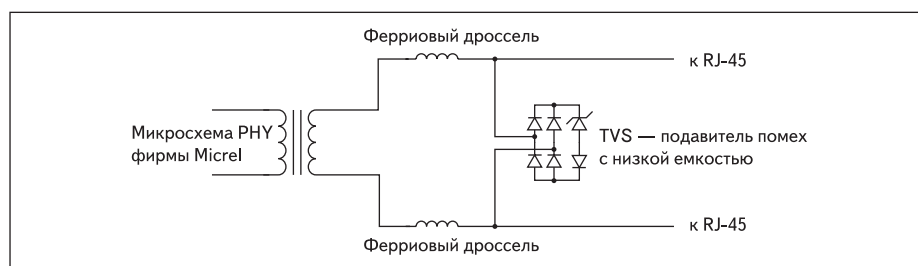 Ферриовый дроссель
к RJ-45
Микросхема PHY
фирмы Micrel
TVS — подавитель помех
с низкой емкостью
к RJ-45
Ферриовый дроссель